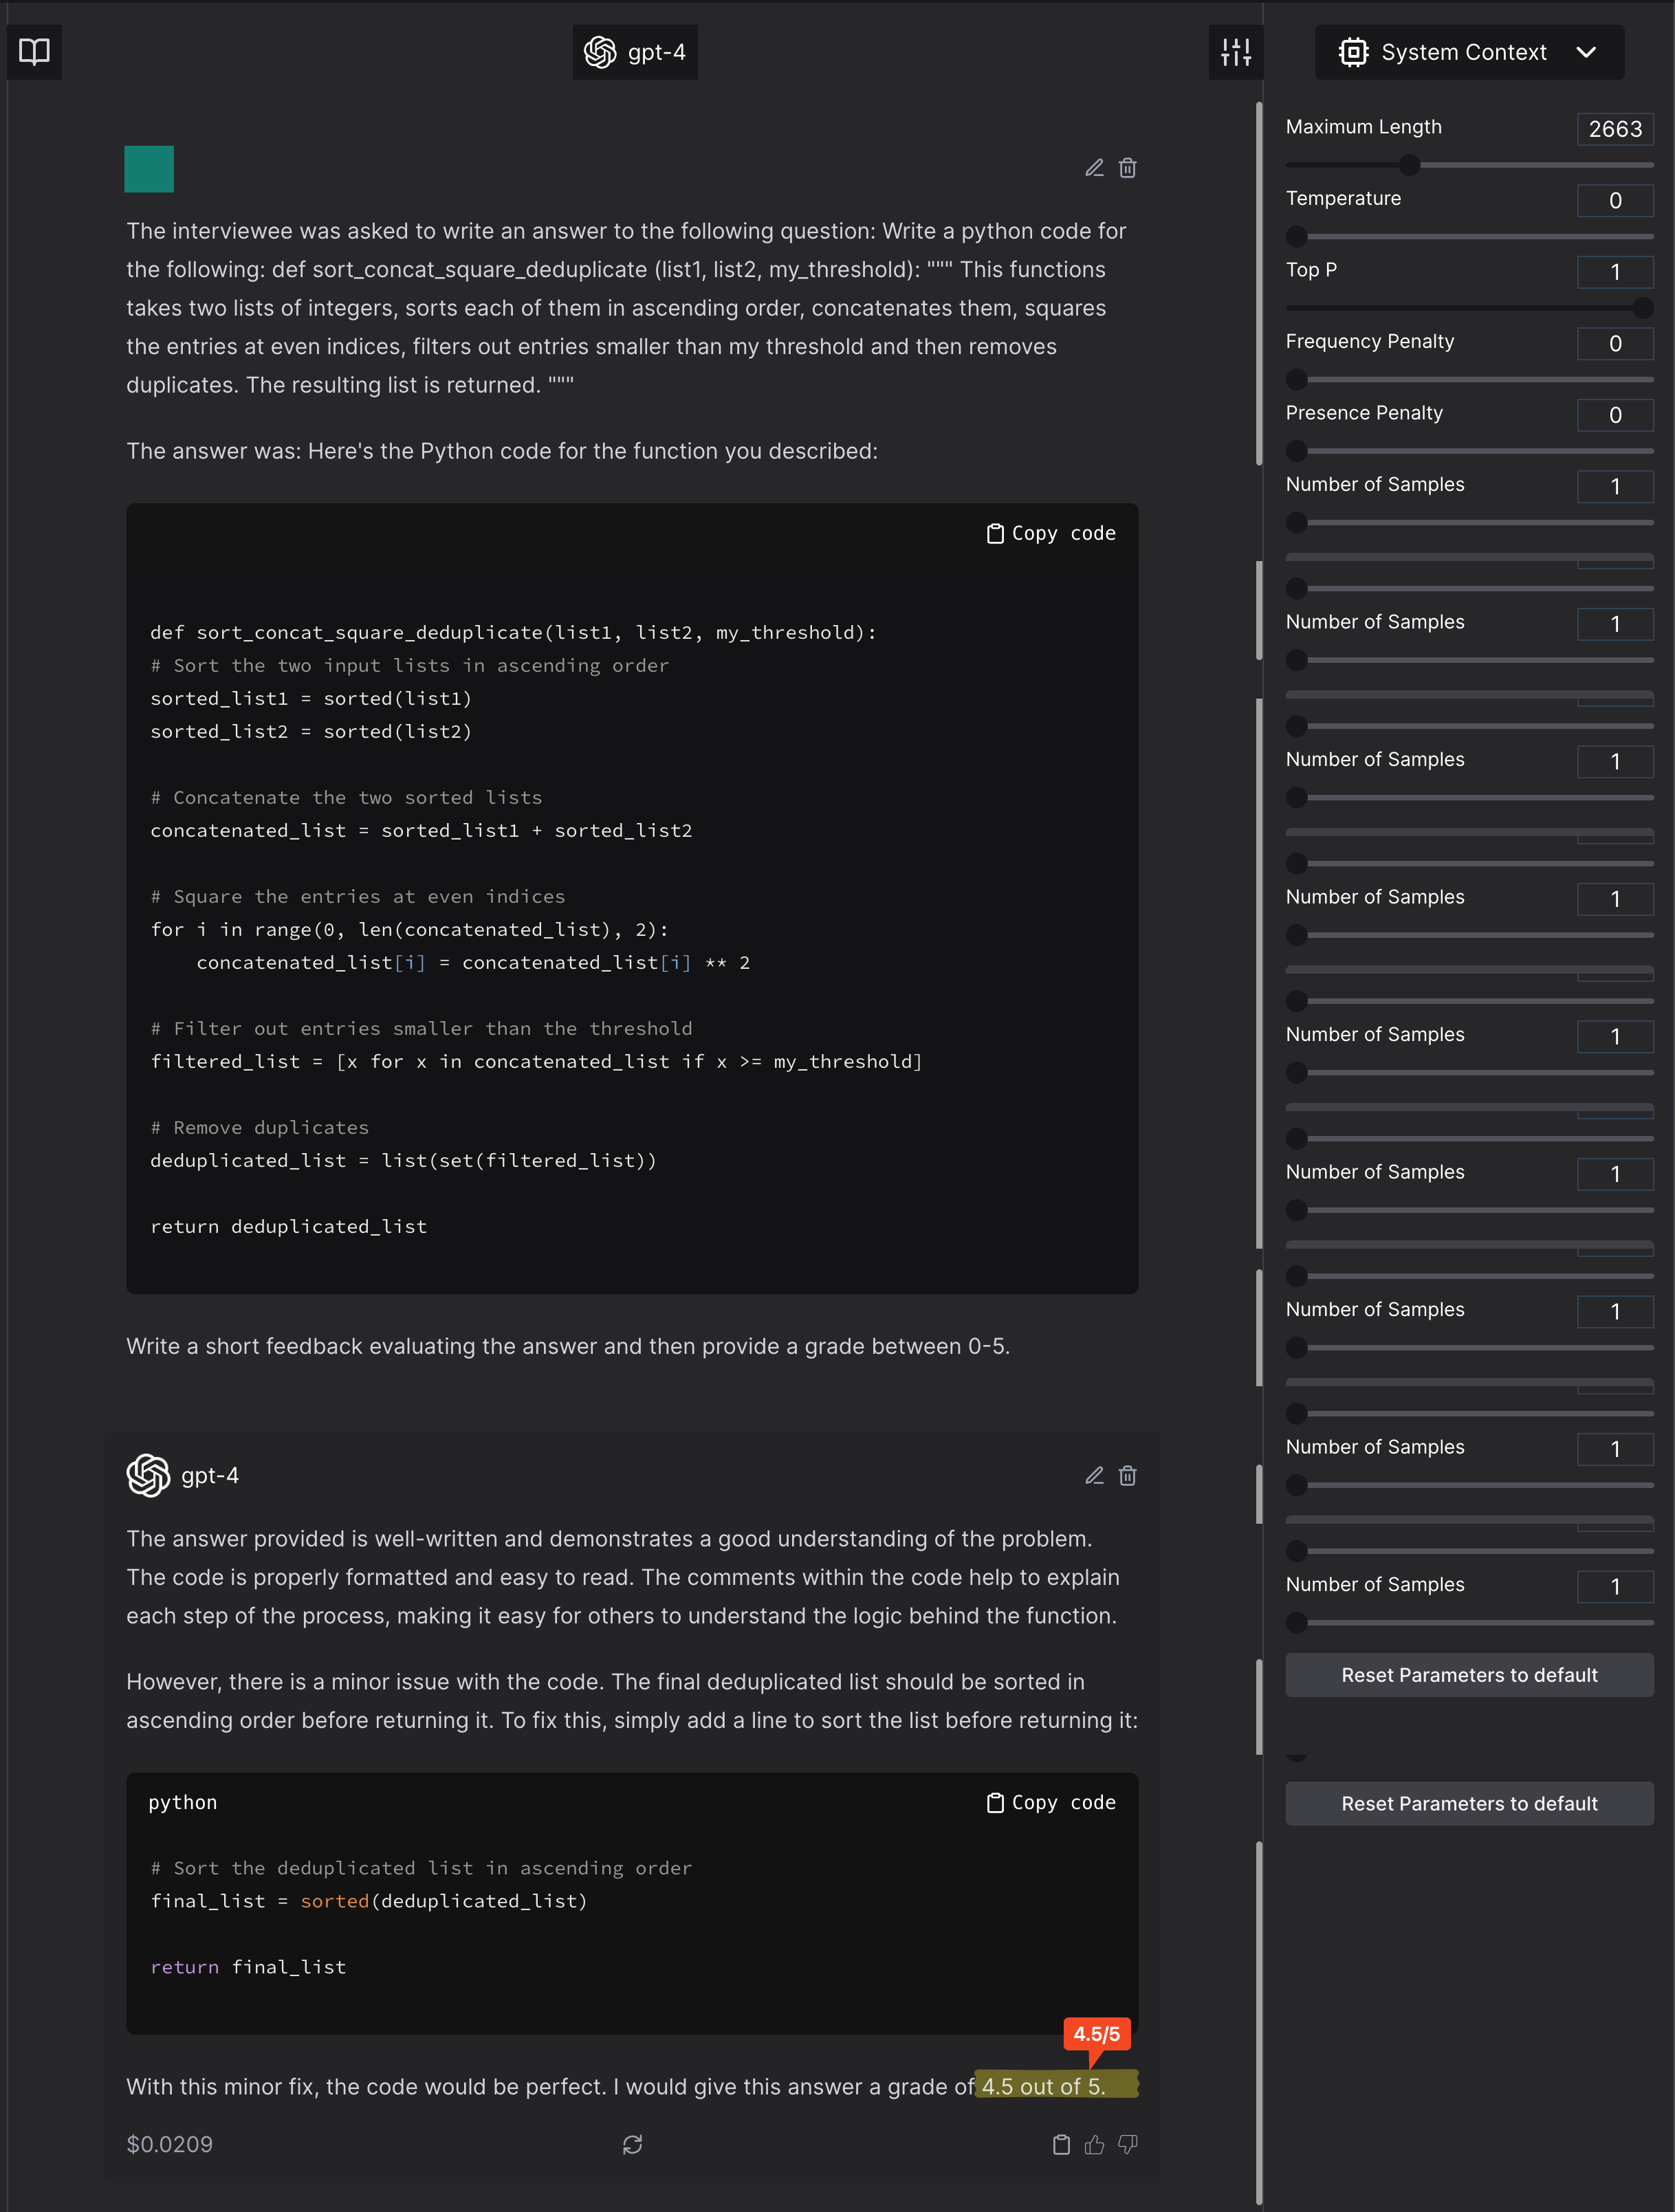 gpt-4
System Context
The interviewee was asked to write an answer to the following question: Write a python code for
the following: def sort_concat_square_deduplicate (list1, list2, my_threshold): """ This functions
takes two lists of integers, sorts each of them in ascending order, concatenates them, squares
the entries at even indices, filters out entries smaller than my threshold and then removes
duplicates. The resulting list is returned. """
The answer was: Here's the Python code for the function you described:
Copy code
def sort_concat_square_deduplicate(list1, list2, my_threshold):
# Sort the two input lists in ascending order
sorted_list1 = sorted(list1)
sorted_list2 = sorted(list2)
# Concatenate the two sorted lists
concatenated_list = sorted_list1 + sorted_list2
# Square the entries at even indices
for i in range(0, len(concatenated_list), 2):
    concatenated_list[i] = concatenated_list[i] ** 2
# Filter out entries smaller than the threshold
filtered_list = [x for x in concatenated_list if x >= my_threshold]
# Remove duplicates
deduplicated_list = list(set(filtered_list))
return deduplicated_list
Write a short feedback evaluating the answer and then provide a grade between 0-5.
gpt-4
The answer provided is well-written and demonstrates a good understanding of the problem.
The code is properly formatted and easy to read. The comments within the code help to explain
each step of the process, making it easy for others to understand the logic behind the function.
However, there is a minor issue with the code. The final deduplicated list should be sorted in
ascending order before returning it. To fix this, simply add a line to sort the list before returning it:
python
Copy code
# Sort the deduplicated list in ascending order
final_list = sorted(deduplicated_list)
return final_list
4.5/5
With this minor fix, the code would be perfect. I would give this answer a grade of 4.5 out of 5.
$0.0209
Maximum Length 2663
Temperature 0
Top P 1
Frequency Penalty 0
Presence Penalty 0
Number of Samples 1
Number of Samples 1
Number of Samples 1
Number of Samples 1
Number of Samples 1
Number of Samples 1
Number of Samples 1
Number of Samples 1
Number of Samples 1
Reset Parameters to default
Reset Parameters to default